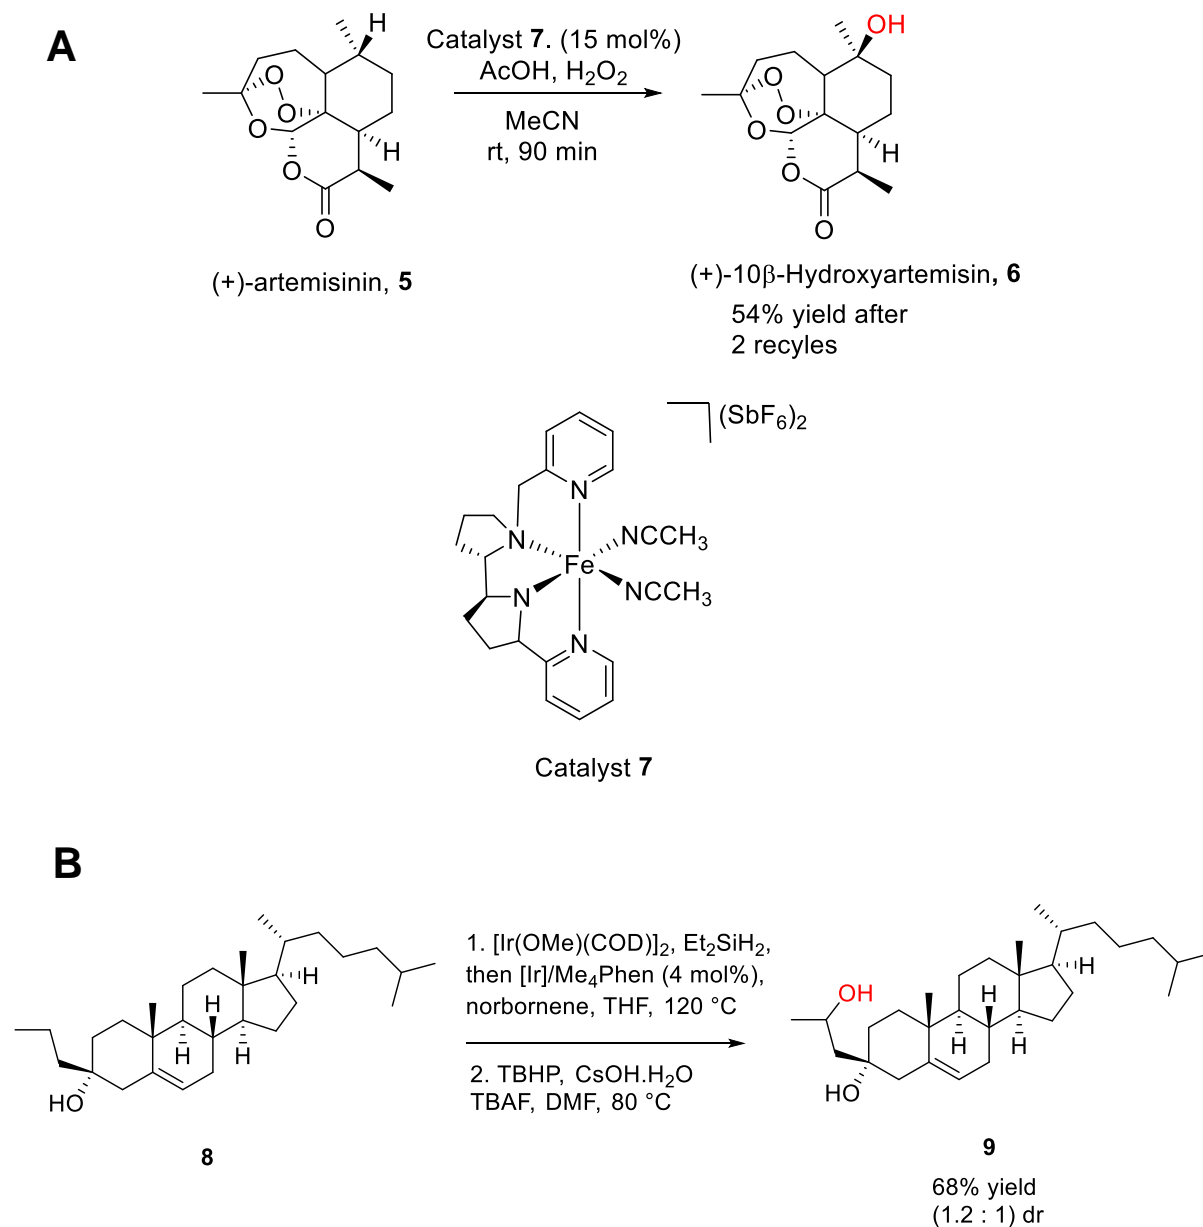 A
H
Catalyst 7. (15 mol%)
AcOH, H₂O₂
MeCN
rt, 90 min
O
O
O
O
O
H
(+)-artemisinin, 5
OH
O
O
O
O
O
H
(+)-10β-Hydroxyartemisin, 6
54% yield after
2 recyles
(SbF₆)₂
N
N
Fe
NCCH₃
N
NCCH₃
N
Catalyst 7
B
H
H
H
H
HO
8
1. [Ir(OMe)(COD)]₂, Et₂SiH₂,
then [Ir]/Me₄Phen (4 mol%),
norbornene, THF, 120 °C
2. TBHP, CsOH.H₂O
TBAF, DMF, 80 °C
OH
H
H
H
H
HO
9
68% yield
(1.2 : 1) dr